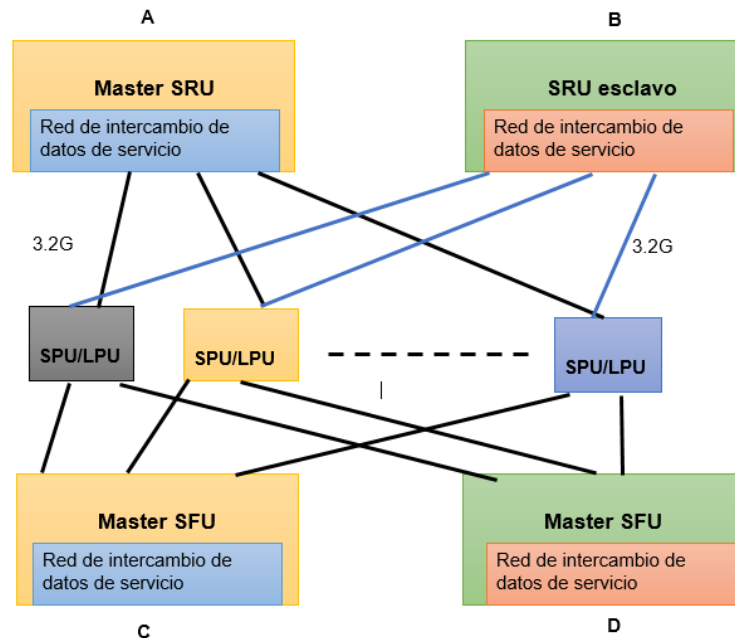 A
B
Master SRU
Red de intercambio de
datos de servicio
SRU esclavo
Red de intercambio de
datos de servicio
3.2G
3.2G
SPU/LPU
SPU/LPU
SPU/LPU
Master SFU
Red de intercambio de
datos de servicio
Master SFU
Red de intercambio de
datos de servicio
C
D